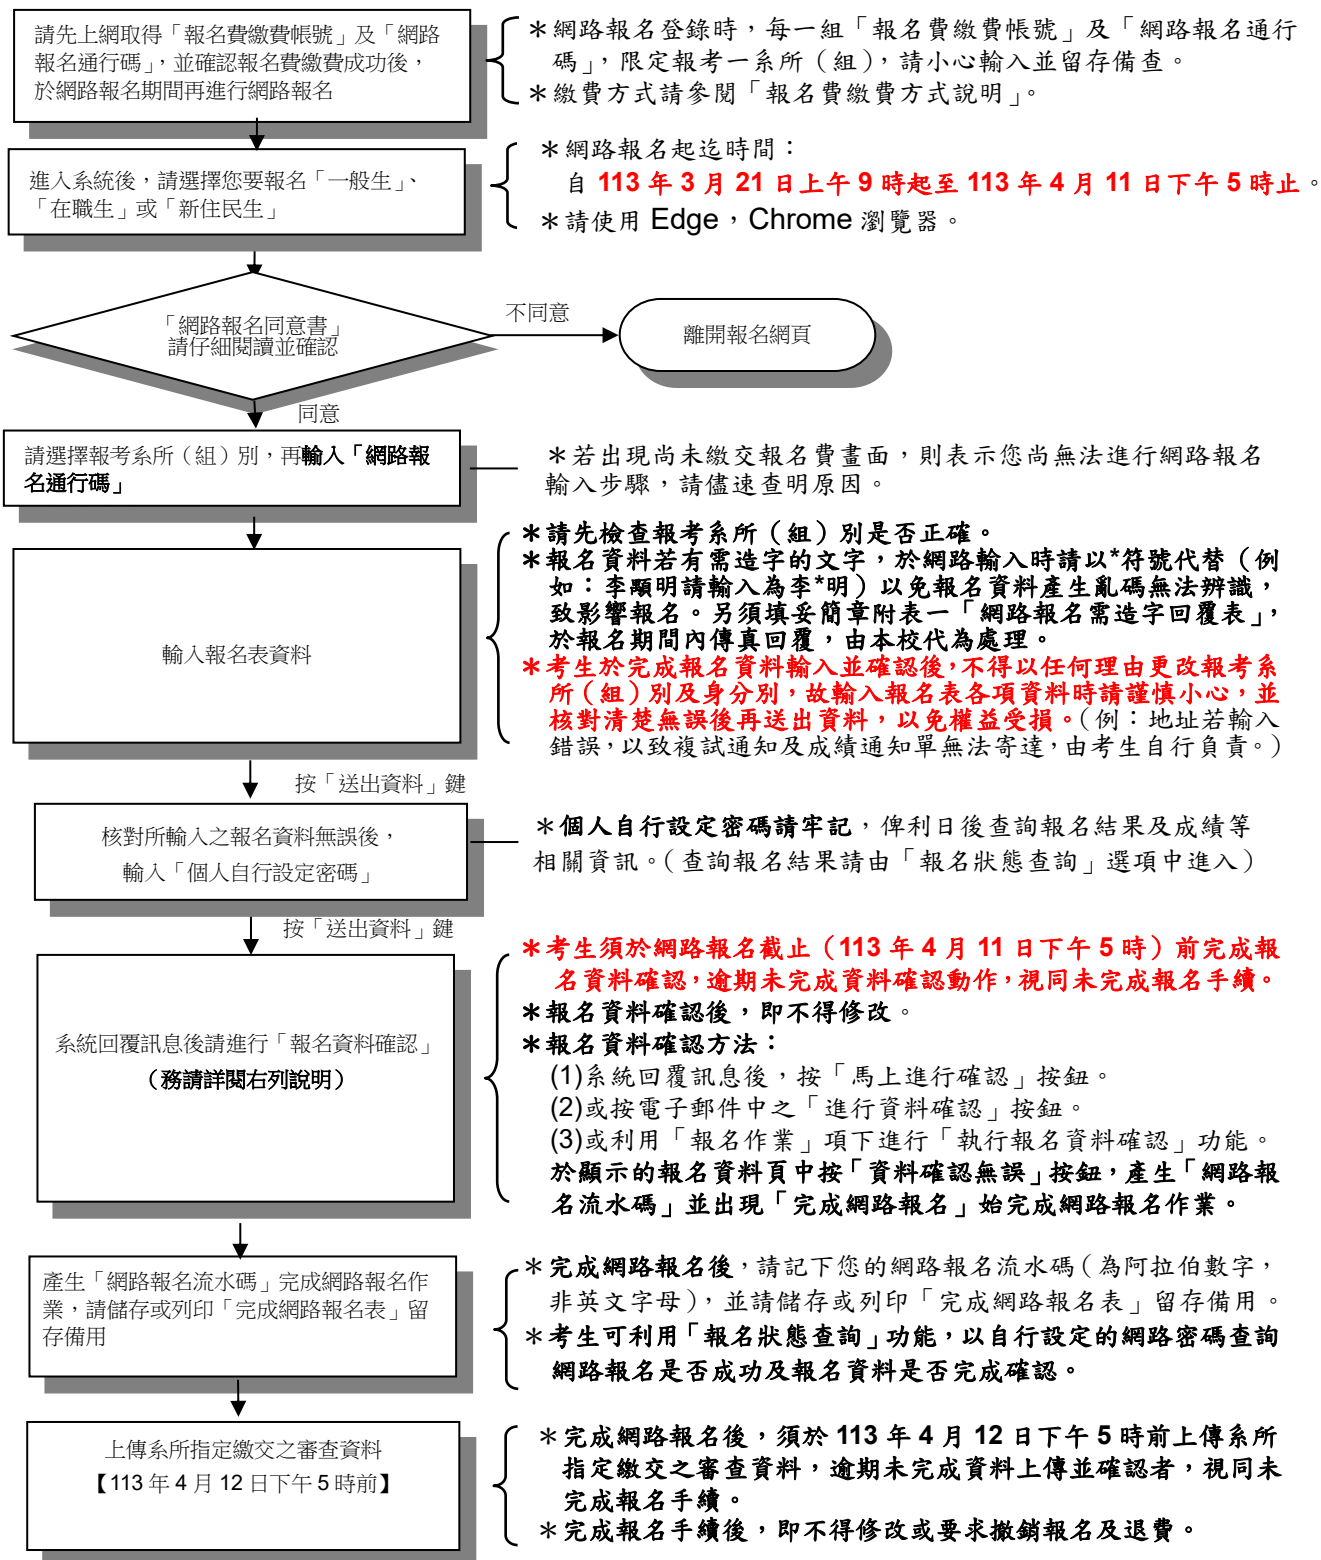 請先上網取得「報名費繳費帳號」及「網路
報名通行碼」，並確認報名費繳費成功後，
於網路報名期間再進行網路報名
＊網路報名登錄時，每一組「報名費繳費帳號」及「網路報名通行
碼」，限定報考一系所（組），請小心輸入並留存備查。
＊繳費方式請參閱「報名費繳費方式說明」。
進入系統後，請選擇您要報名「一般生」、
「在職生」或「新住民生」
＊網路報名起迄時間：
自 113 年 3 月 21 日上午 9 時起至 113 年 4 月 11 日下午 5 時止。
＊請使用 Edge，Chrome 瀏覽器。
「網路報名同意書」
請仔細閱讀並確認
不同意
離開報名網頁
同意
請選擇報考系所（組）別，再輸入「網路報
名通行碼」
＊若出現尚未繳交報名費畫面，則表示您尚無法進行網路報名
輸入步驟，請儘速查明原因。
輸入報名表資料
＊請先檢查報考系所（組）別是否正確。
＊報名資料若有需造字的文字，於網路輸入時請以*符號代替（例
如：李顯明請輸入為李*明）以免報名資料產生亂碼無法辨識，
致影響報名。另須填妥簡章附表一「網路報名需造字回覆表」，
於報名期間內傳真回覆，由本校代為處理。
＊考生於完成報名資料輸入並確認後，不得以任何理由更改報考系
所（組）別及身分別，故輸入報名表各項資料時請謹慎小心，並
核對清楚無誤後再送出資料，以免權益受損。（例：地址若輸入
錯誤，以致複試通知及成績通知單無法寄達，由考生自行負責。）
按「送出資料」鍵
核對所輸入之報名資料無誤後，
輸入「個人自行設定密碼」
＊個人自行設定密碼請牢記，俾利日後查詢報名結果及成績等
相關資訊。（查詢報名結果請由「報名狀態查詢」選項中進入）
按「送出資料」鍵
系統回覆訊息後請進行「報名資料確認」
（務請詳閱右列說明）
＊考生須於網路報名截止（113 年 4 月 11 日下午 5 時）前完成報
名資料確認，逾期未完成資料確認動作，視同未完成報名手續。
＊報名資料確認後，即不得修改。
＊報名資料確認方法：
(1)系統回覆訊息後，按「馬上進行確認」按鈕。
(2)或按電子郵件中之「進行資料確認」按鈕。
(3)或利用「報名作業」項下進行「執行報名資料確認」功能。
於顯示的報名資料頁中按「資料確認無誤」按鈕，產生「網路報
名流水碼」並出現「完成網路報名」始完成網路報名作業。
產生「網路報名流水碼」完成網路報名作
業，請儲存或列印「完成網路報名表」留
存備用
＊完成網路報名後，請記下您的網路報名流水碼（為阿拉伯數字，
非英文字母），並請儲存或列印「完成網路報名表」留存備用。
＊考生可利用「報名狀態查詢」功能，以自行設定的網路密碼查詢
網路報名是否成功及報名資料是否完成確認。
上傳系所指定繳交之審查資料
【113 年 4 月 12 日下午 5 時前】
＊完成網路報名後，須於 113 年 4 月 12 日下午 5 時前上傳系所
指定繳交之審查資料，逾期未完成資料上傳並確認者，視同未
完成報名手續。
＊完成報名手續後，即不得修改或要求撤銷報名及退費。